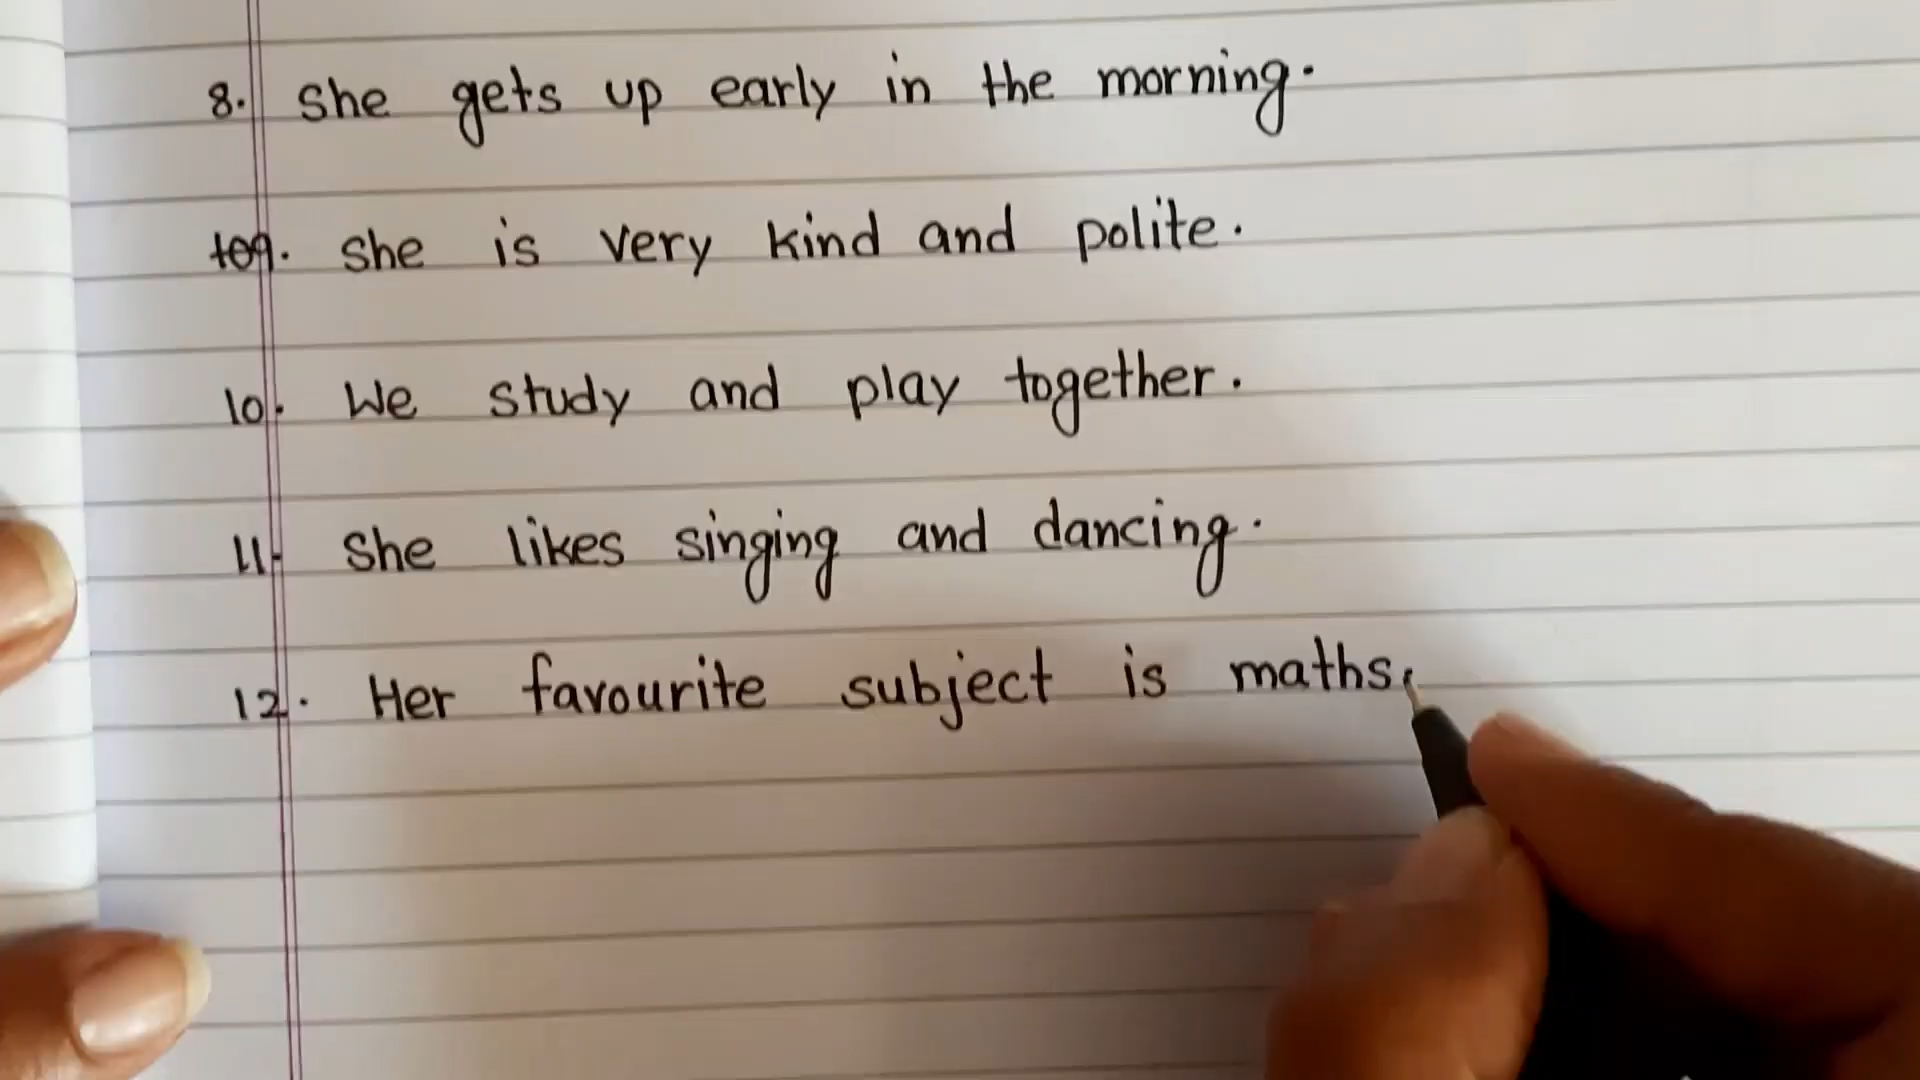 8. She gets up early in the morning.
9. She is very kind and polite.
10. We study and play together.
11. She likes singing and dancing.
12. Her favourite subject is maths.